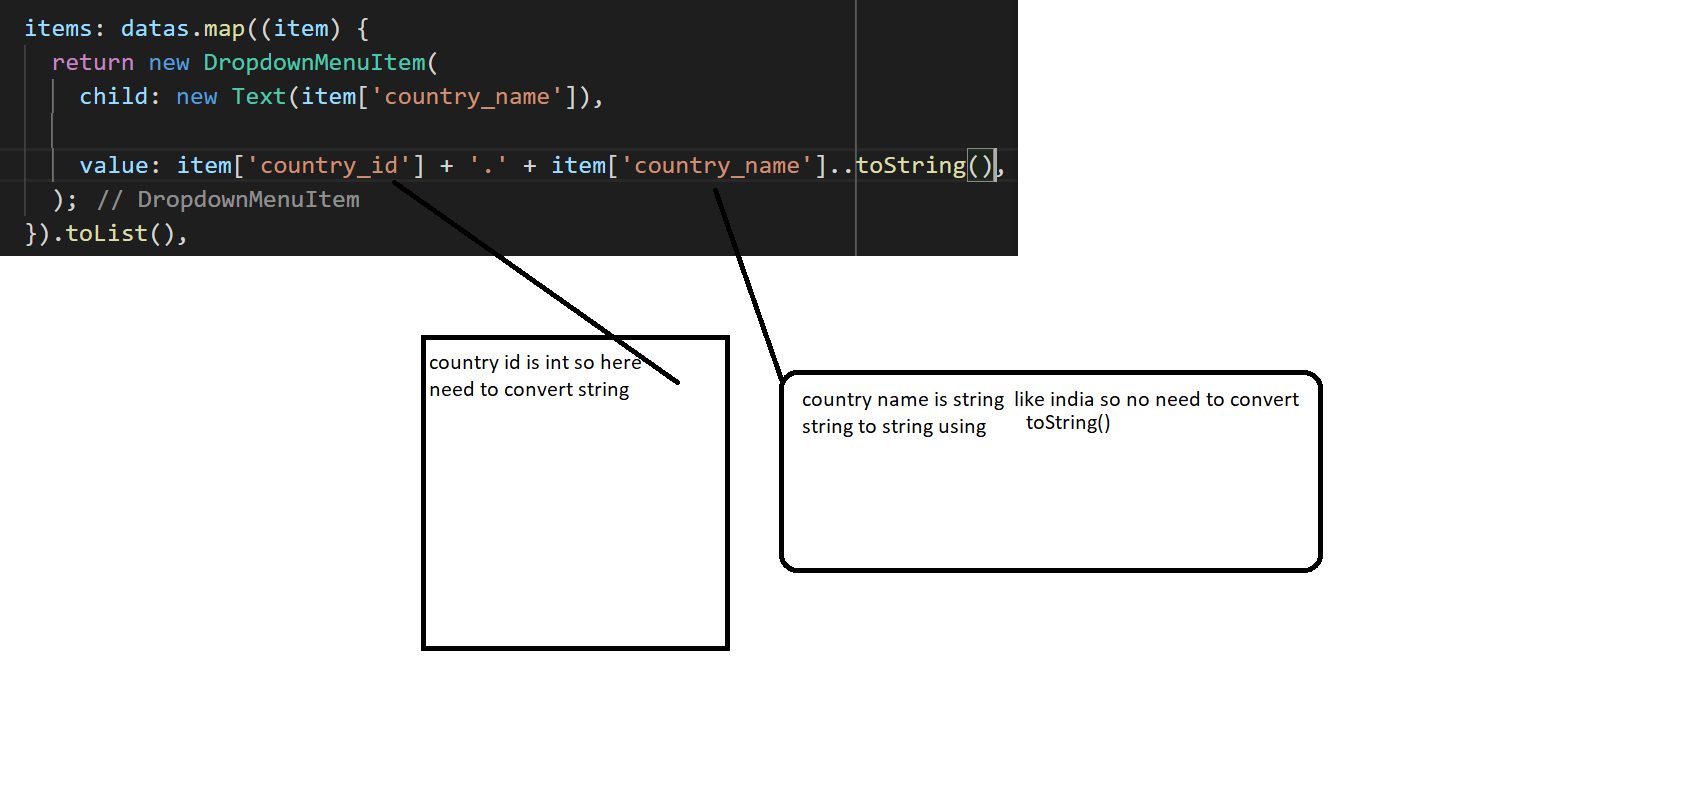 items: datas.map((item) {
return new DropdownMenuItem(
child: new Text(item['country_name']),
value: item['country_id'] + '.' + item['country_name']..toString(),
); // DropdownMenuItem
}).toList(),
country id is int so here
need to convert string
country name is string like india so no need to convert
string to string using toString()